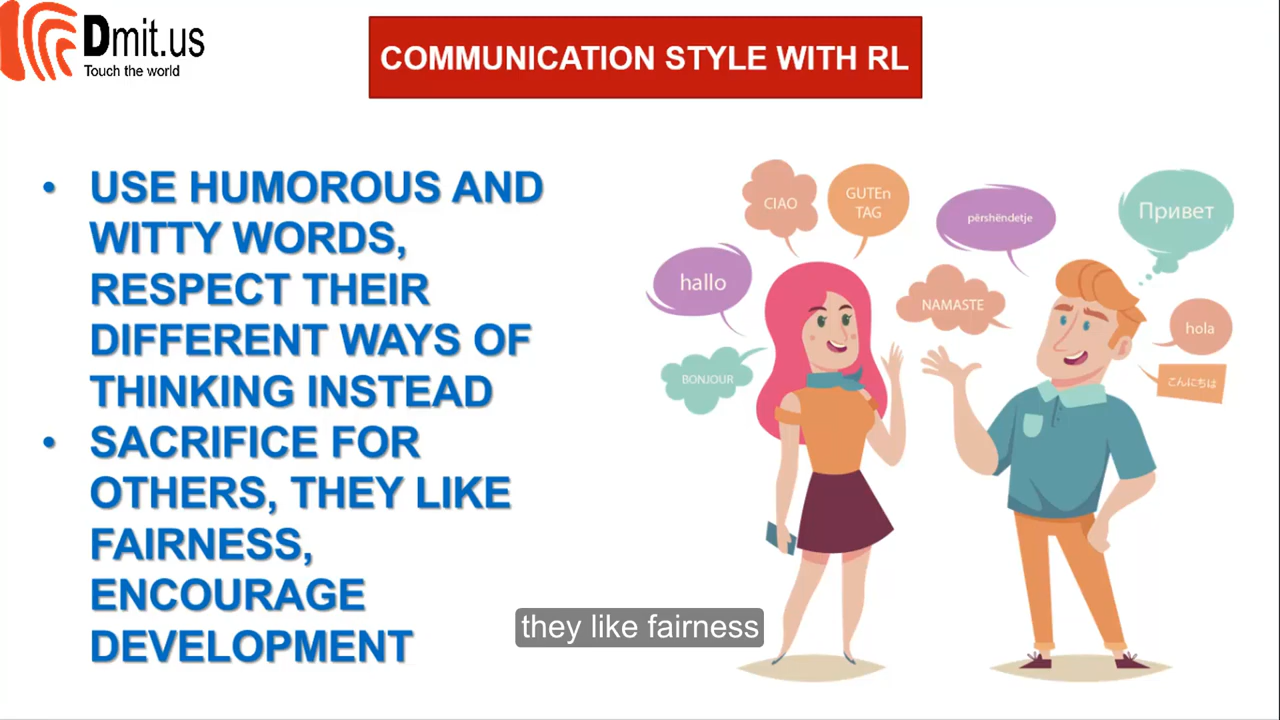 Dmit.us
Touch the world
COMMUNICATION STYLE WITH RL
• USE HUMOROUS AND
WITTY WORDS,
RESPECT THEIR
DIFFERENT WAYS OF
THINKING INSTEAD
• SACRIFICE FOR
OTHERS, THEY LIKE
FAIRNESS,
ENCOURAGE
DEVELOPMENT
CIAO
GUTEn
TAG
përshëndetje
Привет
hallo
NAMASTE
hola
BONJOUR
こんにちは
they like fairness